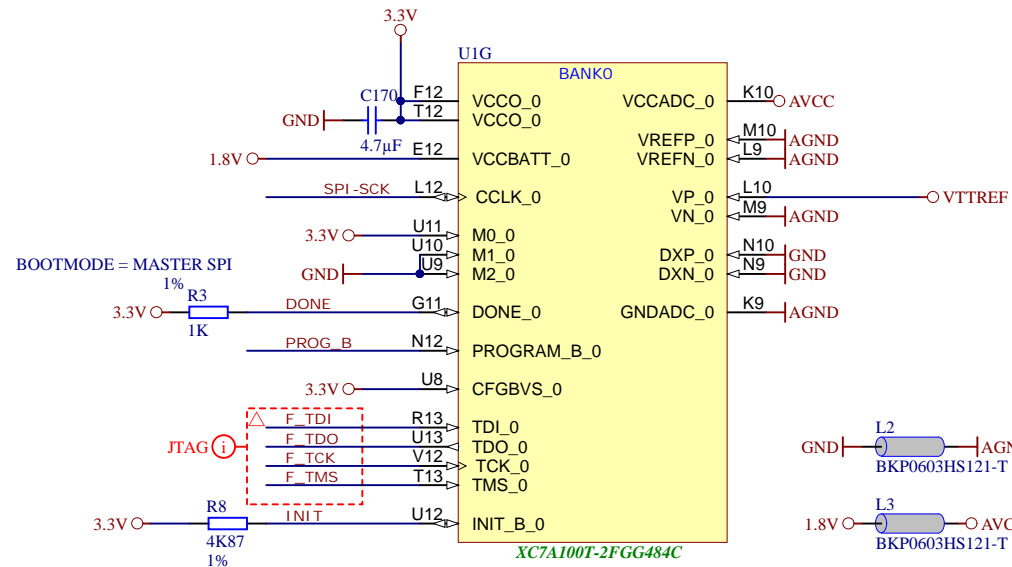 3.3V
U1G
BANK0
C170
F12 VCCO_0 VCCADC_0 K10 AVCC
GND T12 VCCO_0
4.7µF
VREFP_0 M10 AGND
1.8V E12 VCCBATT_0 VREFN_0 L9 AGND
SPI-SCK L12 CCLK_0 VP_0 L10 VTTREF
VN_0 M9 AGND
3.3V U11 M0_0
U10 M1_0 DXP_0 N10 GND
GND U9 M2_0 DXN_0 N9 GND
BOOTMODE = MASTER SPI
1%
R3
3.3V DONE G11 DONE_0 GNDADC_0 K9 AGND
1K
PROG_B N12 PROGRAM_B_0
3.3V U8 CFGBVS_0
F_TDI R13 TDI_0
F_TDO U13 TDO_0
JTAG i
F_TCK V12 TCK_0
F_TMS T13 TMS_0
L2
GND AGN
BKP0603HS121-T
R8
3.3V INIT U12 INIT_B_0
4K87
1%
L3
1.8V AVC
BKP0603HS121-T
XC7A100T-2FGG484C